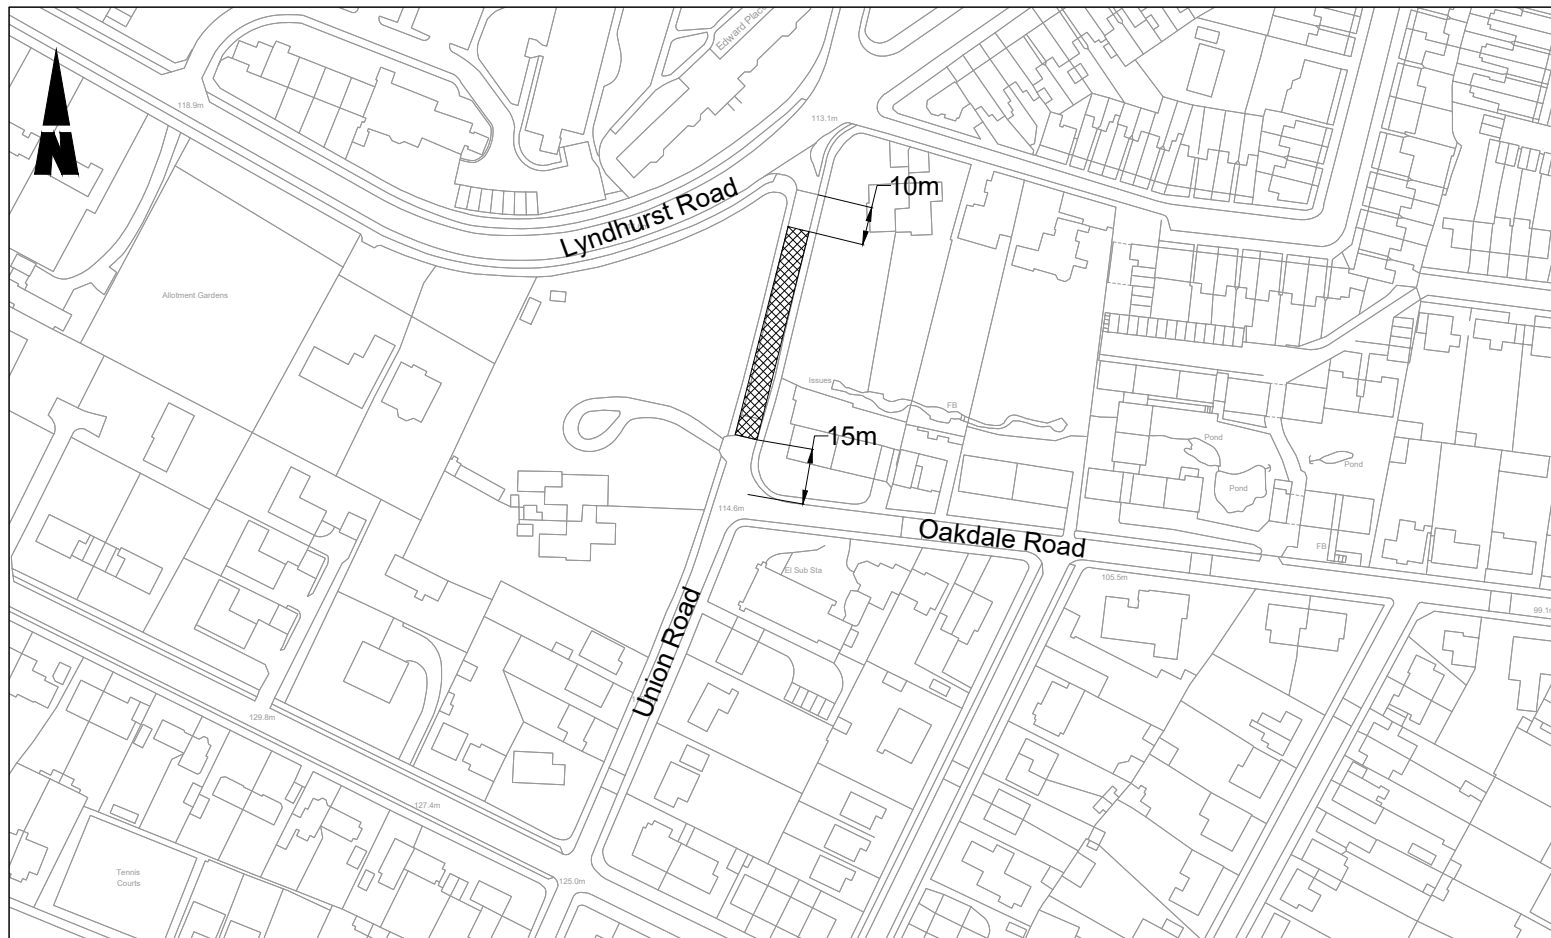 Edward Place
118.9m
113.1m
N
10m
Lyndhurst Road
Allotment Gardens
Issues
FB
15m
Pond
Pond
Pond
114.6m
Oakdale Road
FB
El Sub Sta
105.5m
99.1m
Union Road
129.8m
127.4m
Tennis
Courts
125.0m